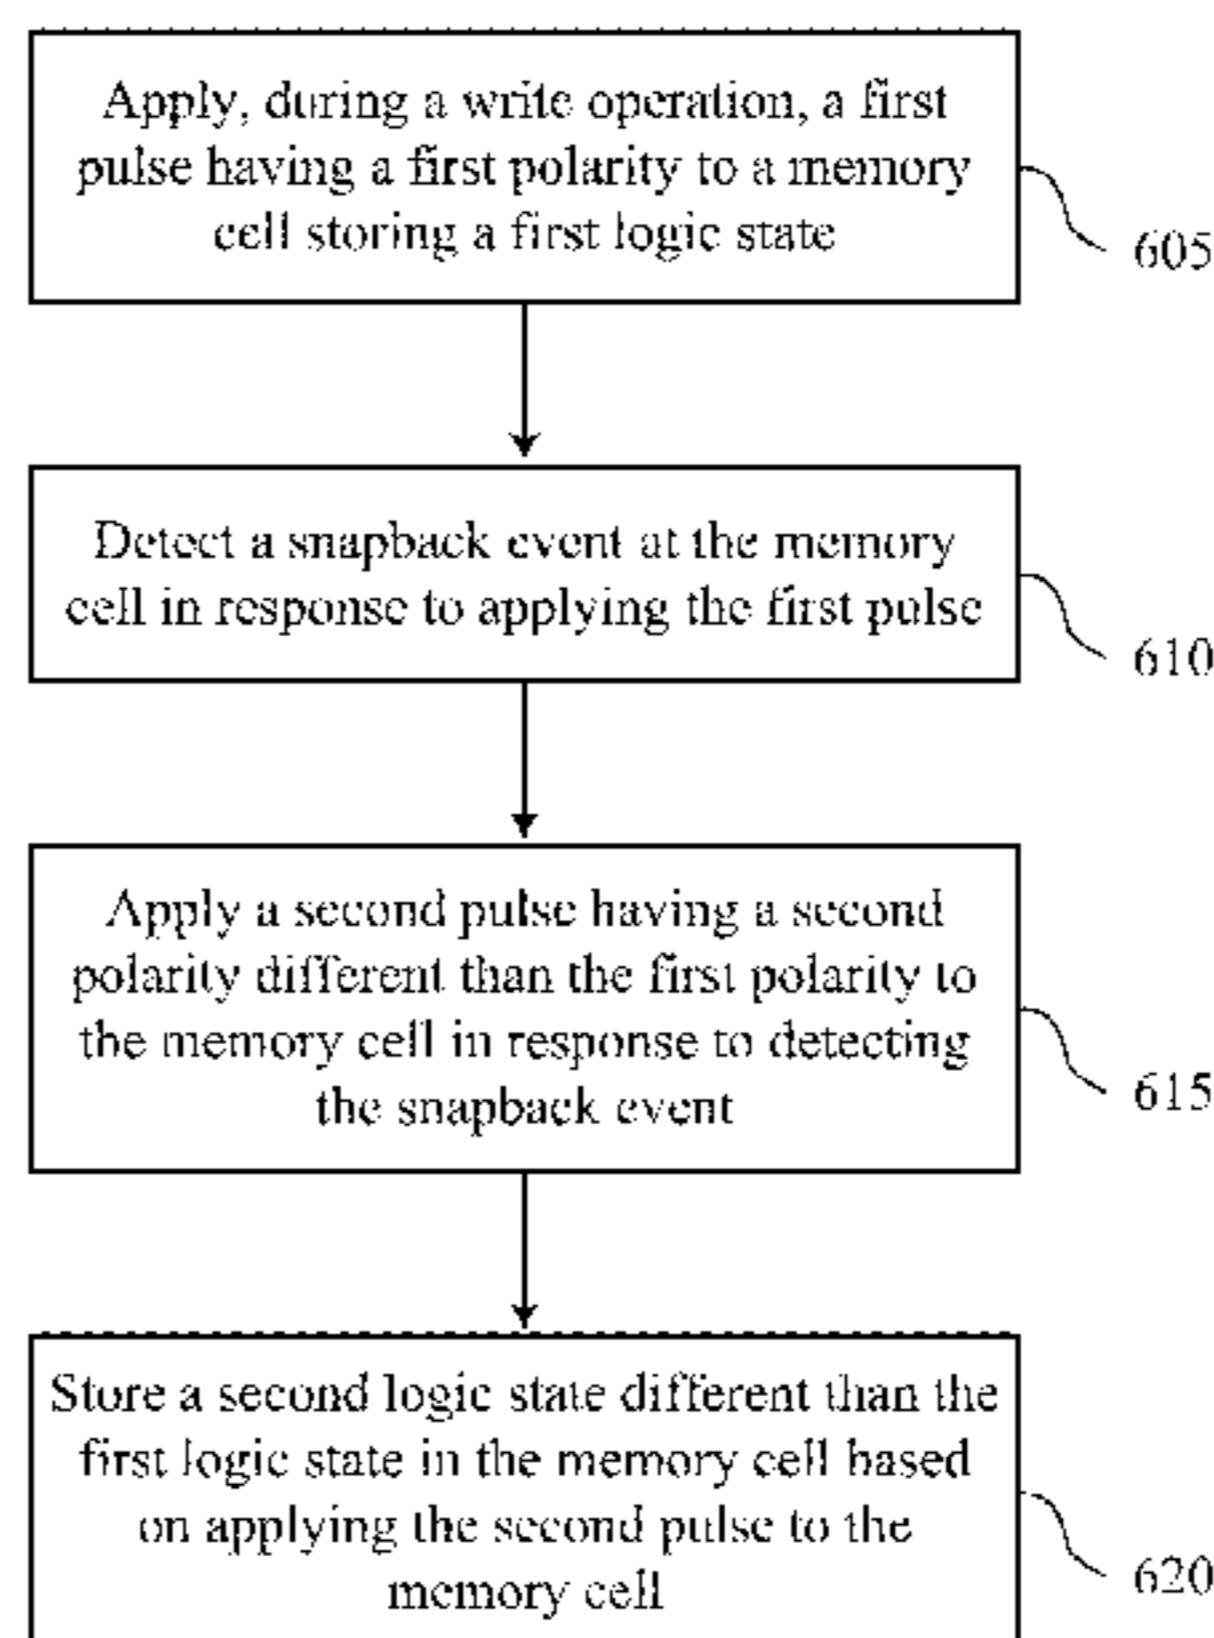 Apply, during a write operation, a first
pulse having a first polarity to a memory
cell storing a first logic state
605
Detect a snapback event at the memory
cell in response to applying the first pulse
610
Apply a second pulse having a second
polarity different than the first polarity to
the memory cell in response to detecting
the snapback event
615
Store a second logic state different than the
first logic state in the memory cell based
on applying the second pulse to the
memory cell
620